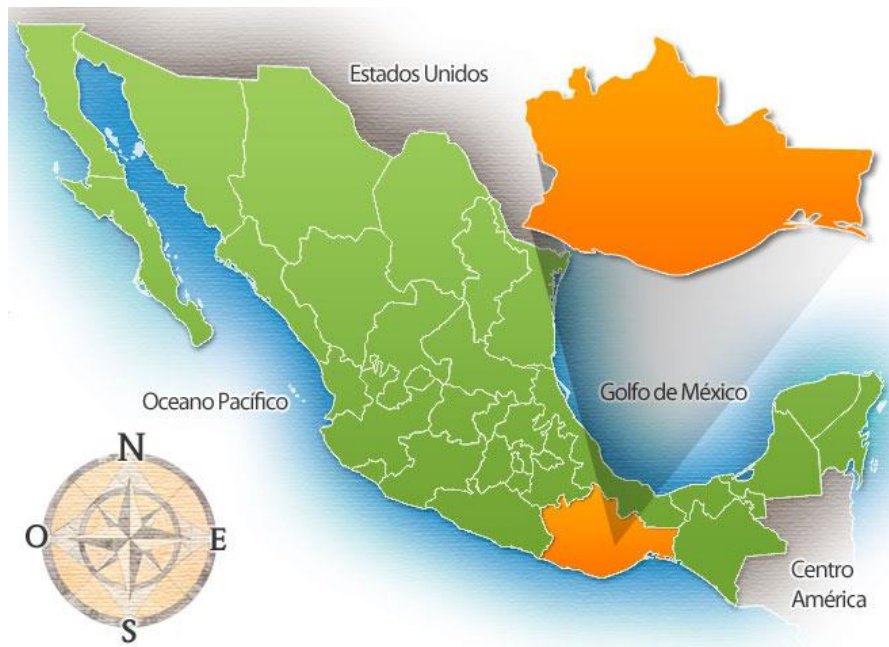 Estados Unidos
Golfo de México
Oceano Pacífico
N
O
E
S
Centro
América